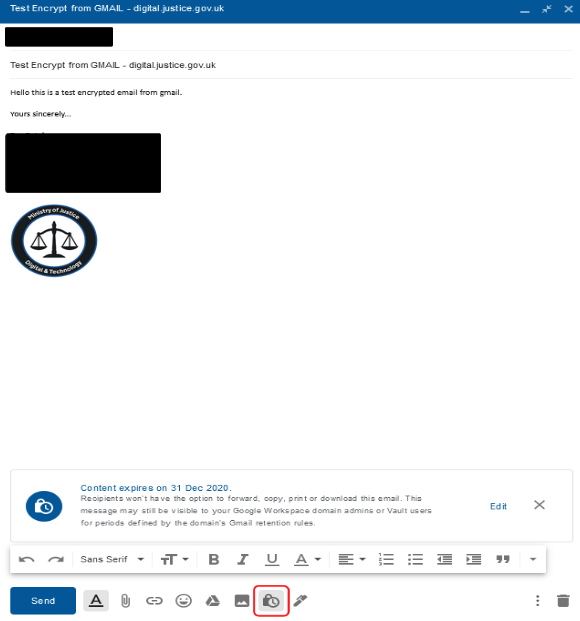 Test Encrypt from GMAIL - digital.justice.gov.uk
Test Encrypt from GMAIL - digital.justice.gov.uk
Hello this is a test encrypted email from gmail.
Yours sincerely...
Ministry of Justice
Digital & Technology
Content expires on 31 Dec 2020.
Recipients won't have the option to forward, copy, print or download this email. This
message may still be visible to your Google Workspace domain admins or Vault users
for periods defined by the domain's Gmail retention rules.
Edit
Sans Serif
Send